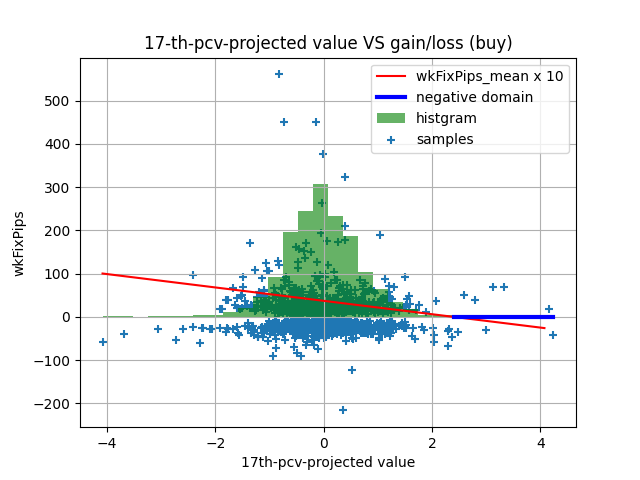 17-th-pcv-projected value VS gain/loss (buy)
wkFixPips_mean x 10
negative domain
histgram
samples
wkFixPips
500
400
300
200
100
0
−100
−200
−4
−2
0
2
4
17th-pcv-projected value